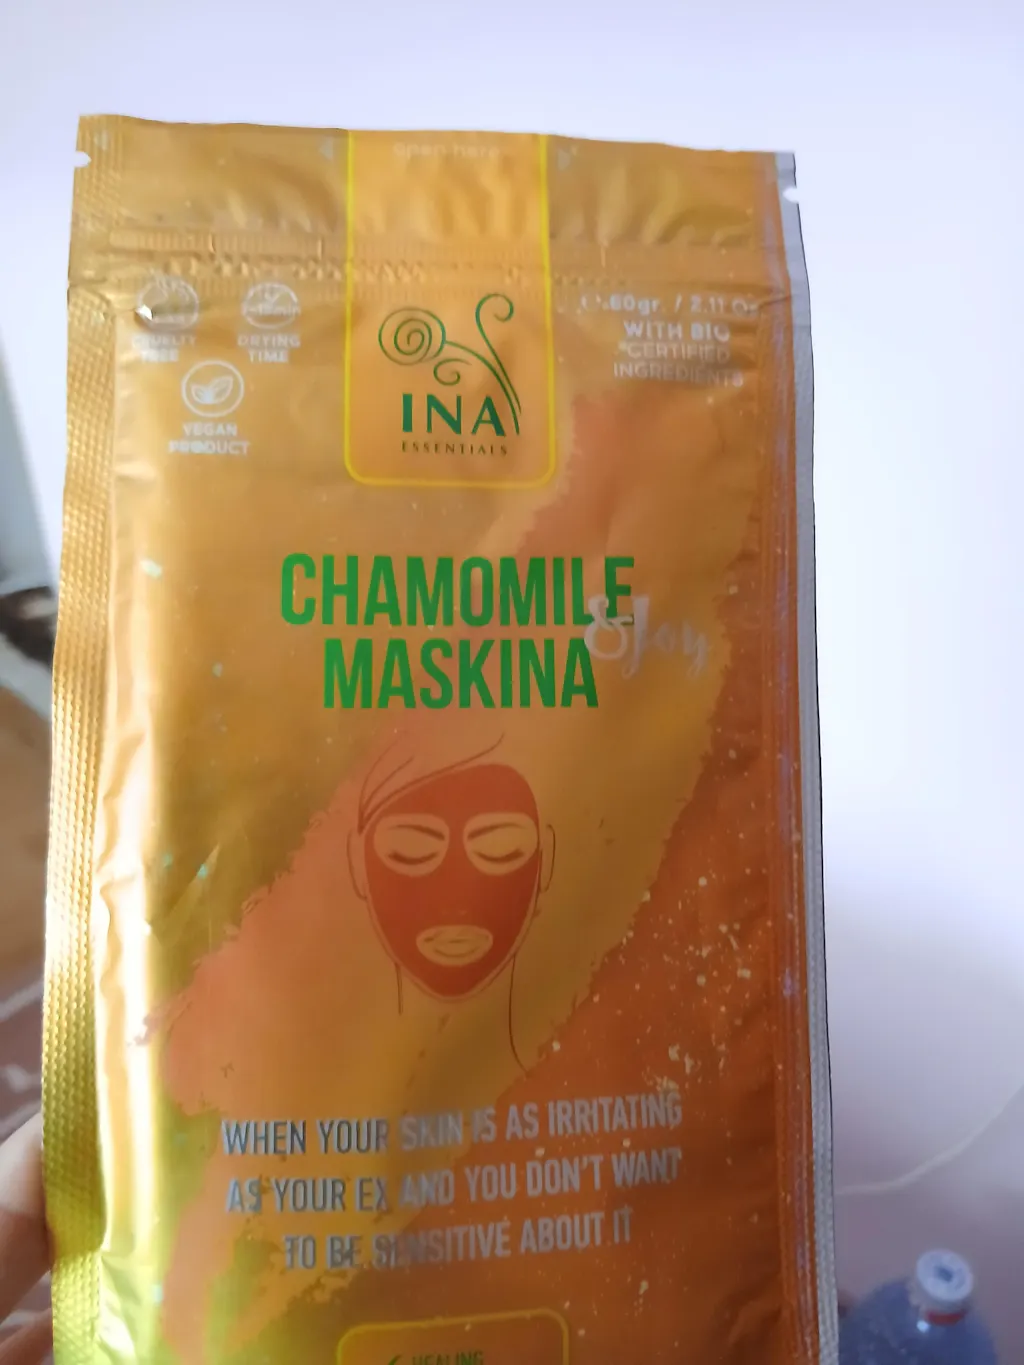 open here
CRUELTY
FREE
DRYING
TIME
VEGAN
PRODUCT
INA
ESSENTIALS
60gr. / 2.11 Oz
WITH BIO
CERTIFIED
INGREDIENTS
CHAMOMILE
&Joy
MASKINA
WHEN YOUR SKIN IS AS IRRITATING
AS YOUR EX AND YOU DON'T WANT
TO BE SENSITIVE ABOUT IT
HEALING